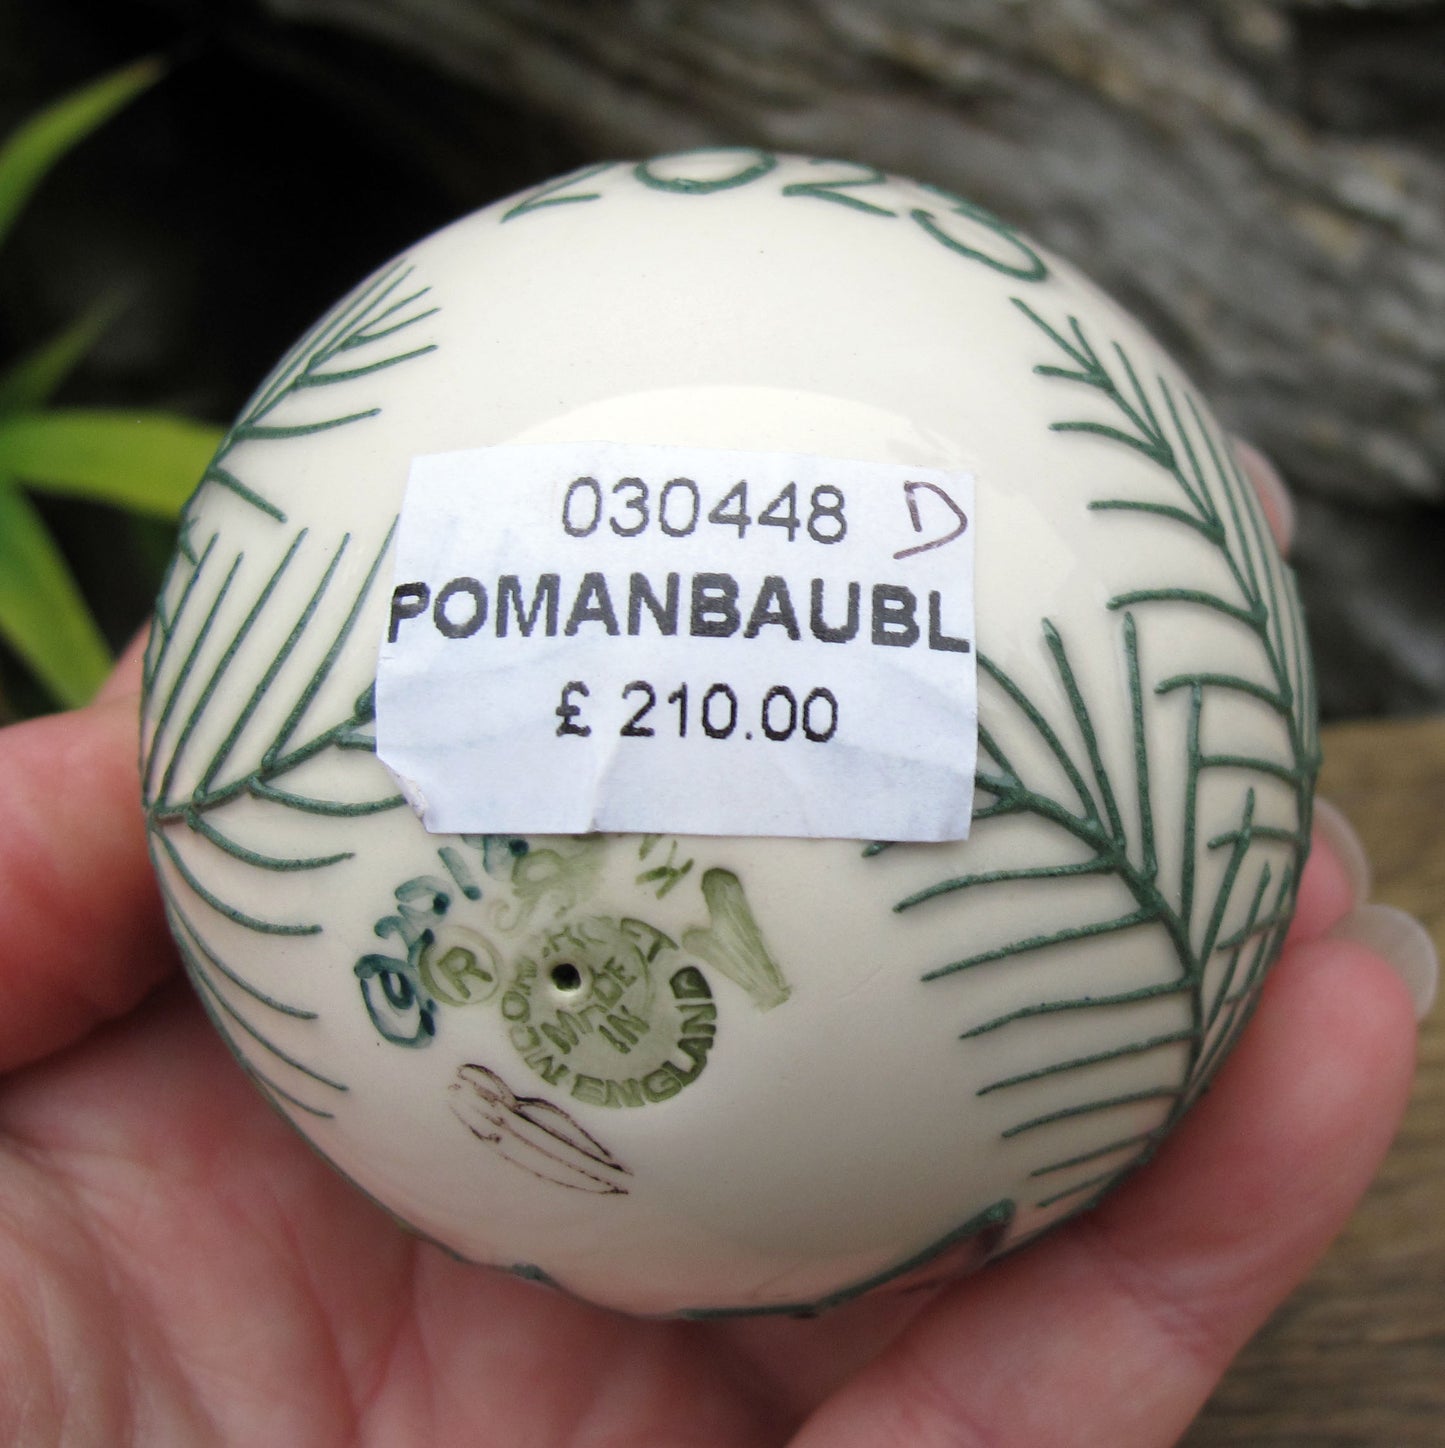 2023
030448 D
POMANBAUBL
£ 210.00
®
MADE
IN
ENGLAND